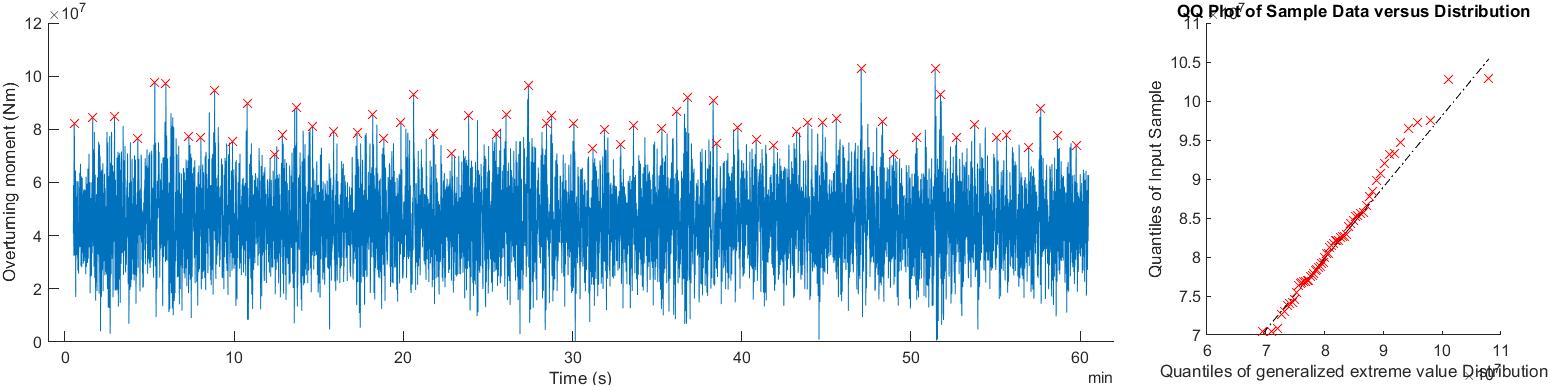 ×10⁷
12
10
8
6
4
2
0
Overturning moment (Nm)
0 10 20 30 40 50 60
Time (s)
min
QQ Plot of Sample Data versus Distribution
×10⁷
11
10.5
10
9.5
9
8.5
8
7.5
7
Quantiles of Input Sample
6 7 8 9 10 11
Quantiles of generalized extreme value Distribution
×10⁷